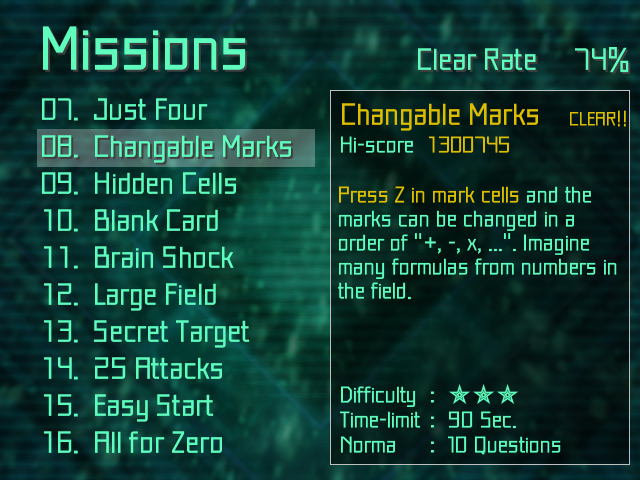 Missions
Clear Rate 74%
07. Just Four
08. Changable Marks
09. Hidden Cells
10. Blank Card
11. Brain Shock
12. Large Field
13. Secret Target
14. 25 Attacks
15. Easy Start
16. All for Zero
Changable Marks CLEAR!!
Hi-score 1300745
Press Z in mark cells and the
marks can be changed in a
order of "+, -, x, ...". Imagine
many formulas from numbers in
the field.
Difficulty : ★★★
Time-limit : 90 Sec.
Norma : 10 Questions